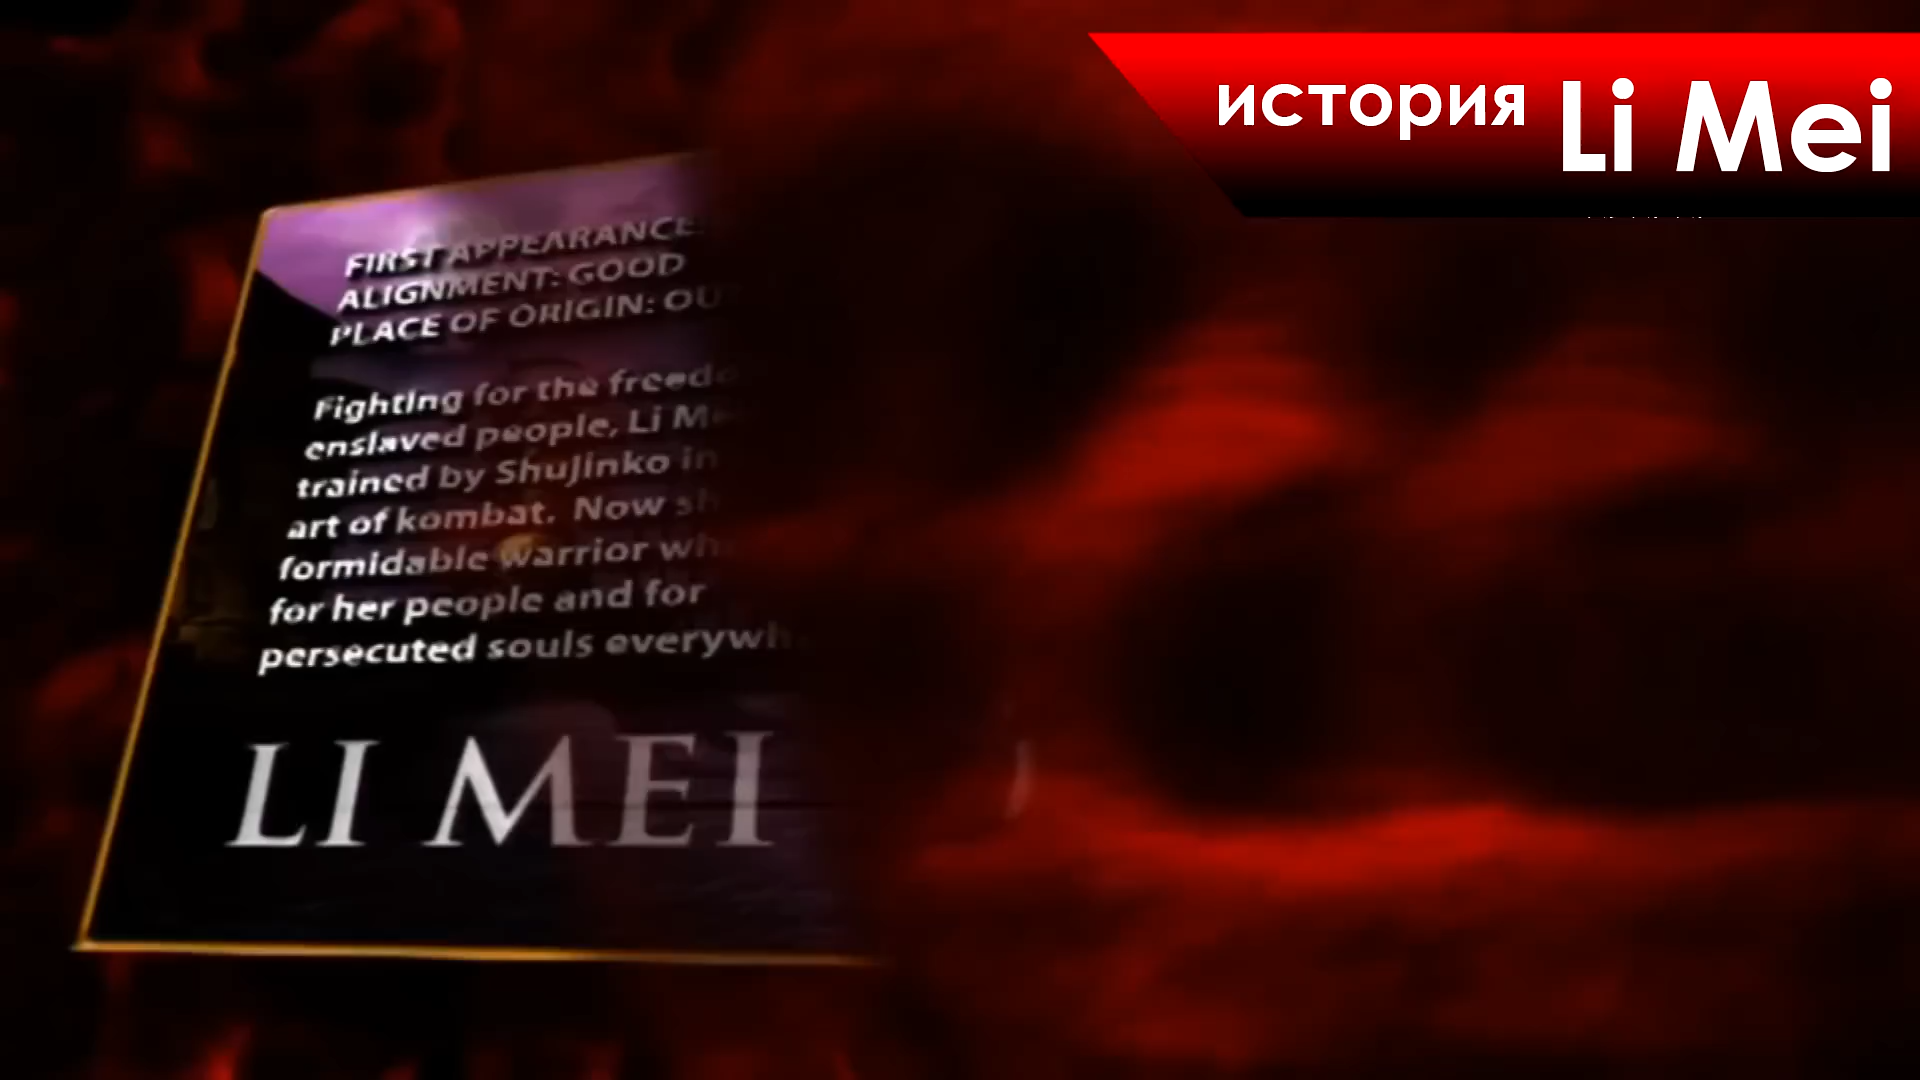 история Li Mei
FIRST APPEARANCE:
ALIGNMENT: GOOD
PLACE OF ORIGIN:
Fighting for the
enslaved people, Li
trained by Shujinko in
art of kombat. Now
formidable warrior
for her people and for
persecuted souls
LI MEI